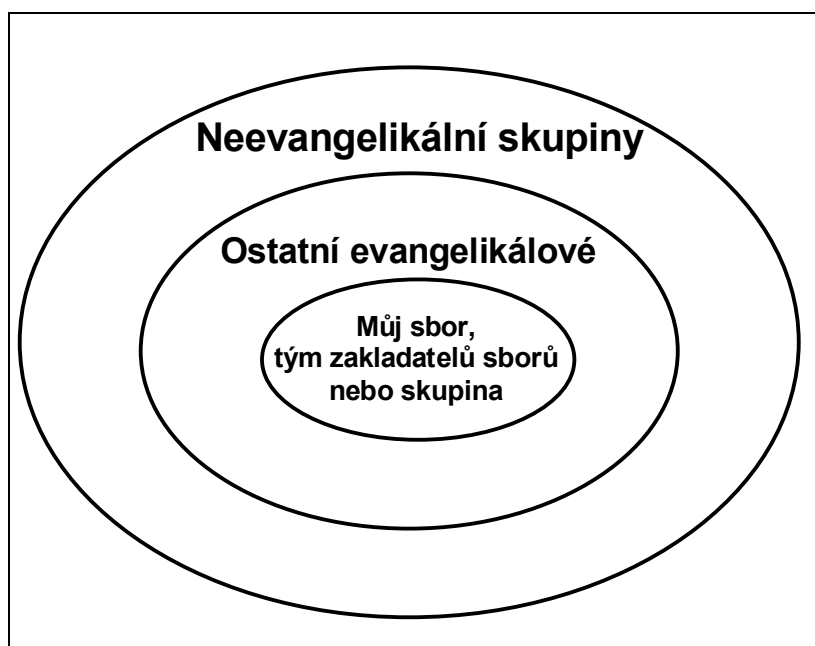 Neevangelikální skupiny
Ostatní evangelikálové
Můj sbor,
tým zakladatelů sborů
nebo skupina